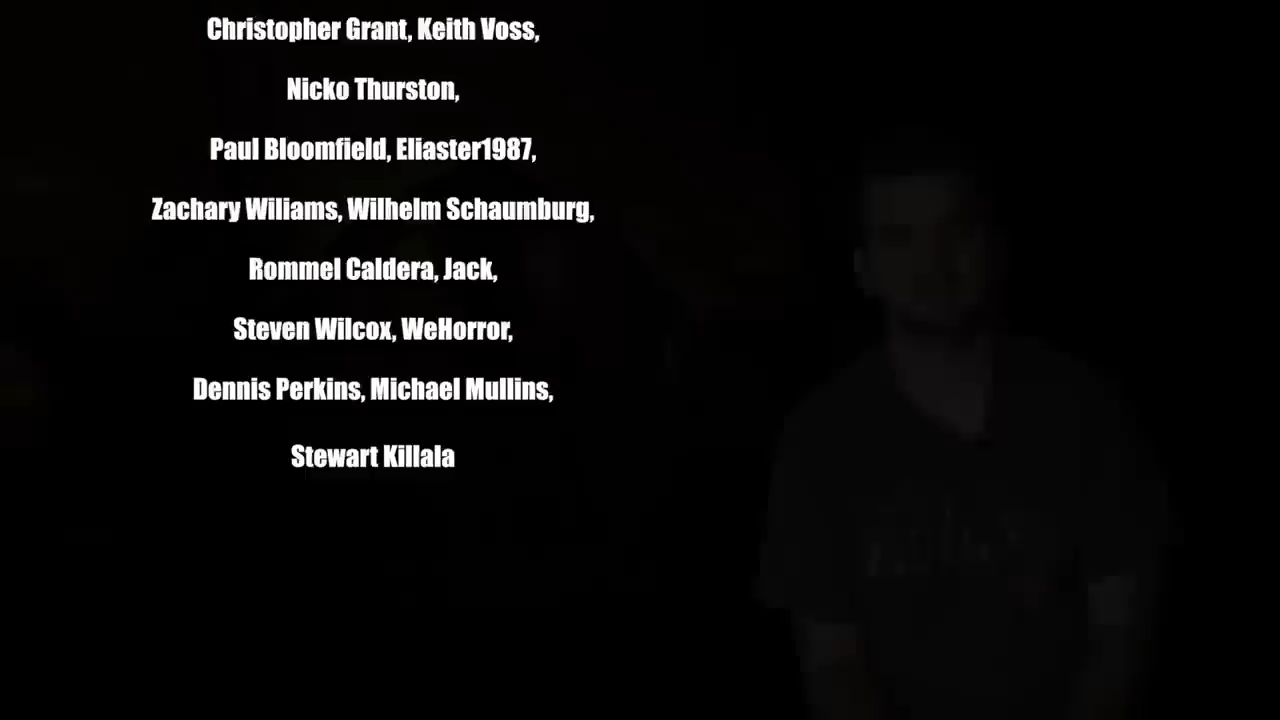 Christopher Grant, Keith Voss,
Nicko Thurston,
Paul Bloomfield, Eliaster1987,
Zachary Wiliams, Wilhelm Schaumburg,
Rommel Caldera, Jack,
Steven Wilcox, WeHorror,
Dennis Perkins, Michael Mullins,
Stewart Killala